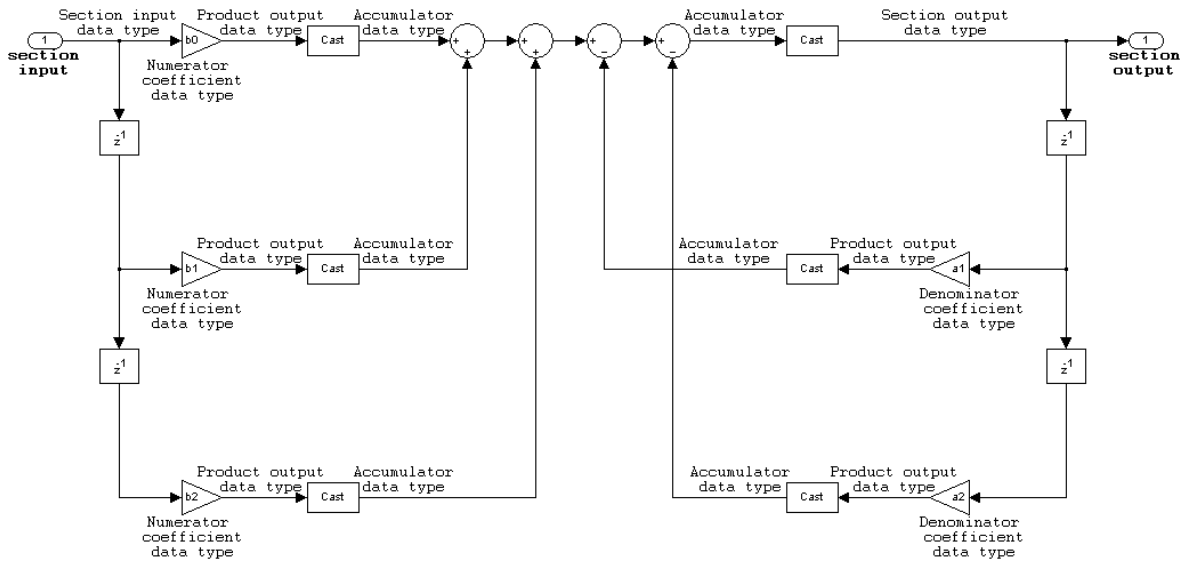 Section input
data type
Product output
data type
Accumulator
data type
Accumulator
data type
Section output
data type
1
section
input
b0
Cast
+
+
+
+
−
+
−
Cast
1
section
output
Numerator
coefficient
data type
z-1
z-1
Product output
data type
Accumulator
data type
Accumulator
data type
Product output
data type
b1
Cast
Cast
a1
Numerator
coefficient
data type
Denominator
coefficient
data type
z-1
z-1
Product output
data type
Accumulator
data type
Accumulator
data type
Product output
data type
b2
Cast
Cast
a2
Numerator
coefficient
data type
Denominator
coefficient
data type